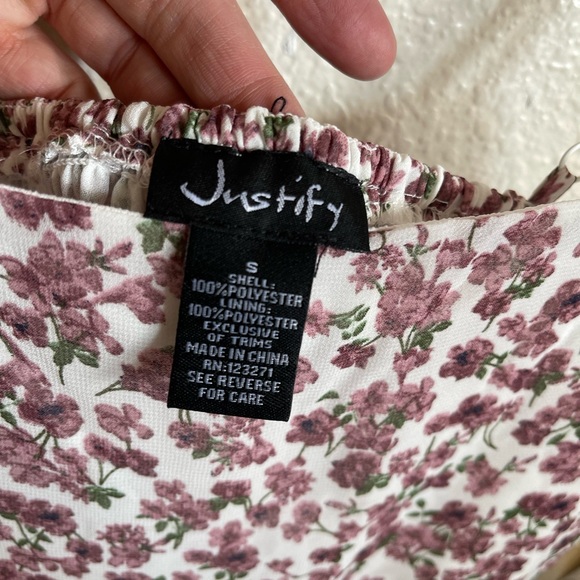 Justify
S
SHELL:
100%POLYESTER
LINING:
100%POLYESTER
EXCLUSIVE
OF TRIMS
MADE IN CHINA
RN:123271
SEE REVERSE
FOR CARE